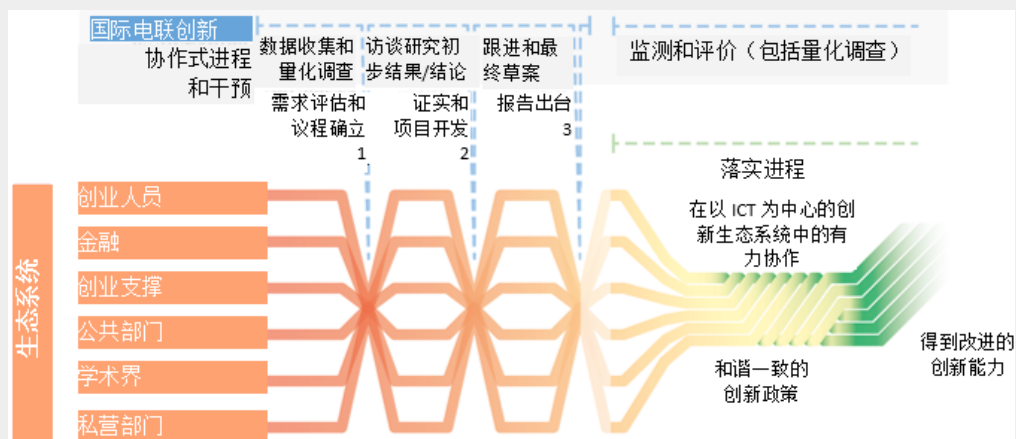 国际电联创新
协作式进程
和干预
数据收集和
量化调查
访谈研究初
步结果/结论
跟进和最
终草案
监测和评价（包括量化调查）
需求评估和
议程确立
1
证实和
项目开发
2
报告出台
3
落实进程
生态系统
创业人员
金融
创业支撑
公共部门
学术界
私营部门
在以 ICT 为中心的创
新生态系统中的有
力协作
和谐一致的
创新政策
得到改进的
创新能力